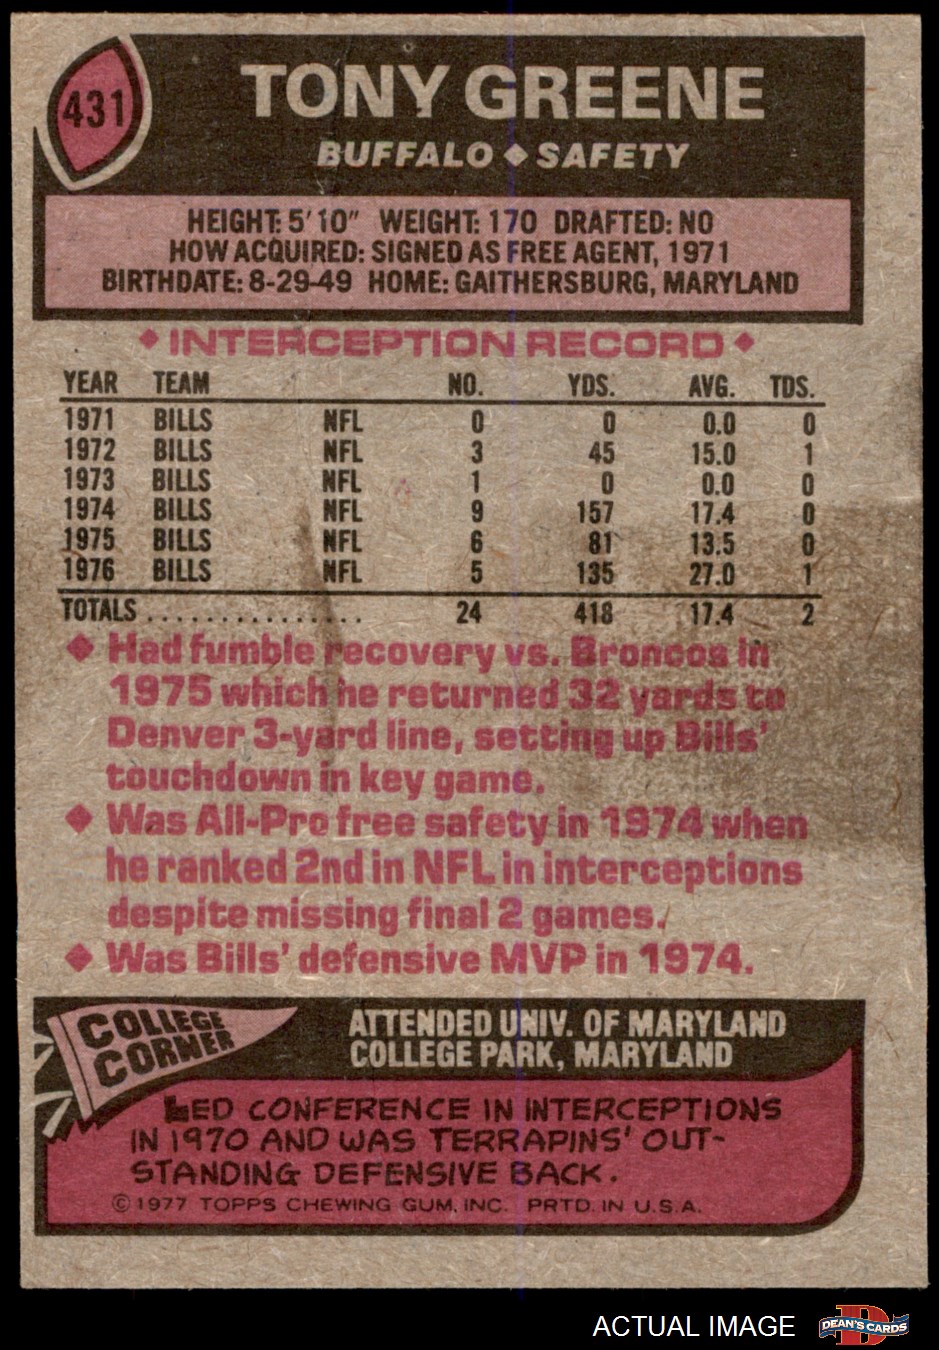 431
TONY GREENE
BUFFALO ◆ SAFETY
HEIGHT: 5'10" WEIGHT: 170 DRAFTED: NO
HOW ACQUIRED: SIGNED AS FREE AGENT, 1971
BIRTHDATE: 8-29-49 HOME: GAITHERSBURG, MARYLAND
◆ INTERCEPTION RECORD ◆
YEAR TEAM NO. YDS. AVG. TDS.
1971 BILLS NFL 0 0 0.0 0
1972 BILLS NFL 3 45 15.0 1
1973 BILLS NFL 1 0 0.0 0
1974 BILLS NFL 9 157 17.4 0
1975 BILLS NFL 6 81 13.5 0
1976 BILLS NFL 5 135 27.0 1
TOTALS ............... 24 418 17.4 2
◆ Had fumble recovery vs. Broncos in
1975 which he returned 32 yards to
Denver 3-yard line, setting up Bills'
touchdown in key game.
◆ Was All-Pro free safety in 1974 when
he ranked 2nd in NFL in interceptions
despite missing final 2 games.
◆ Was Bills' defensive MVP in 1974.
COLLEGE
CORNER
ATTENDED UNIV. OF MARYLAND
COLLEGE PARK, MARYLAND
LED CONFERENCE IN INTERCEPTIONS
IN 1970 AND WAS TERRAPINS' OUT-
STANDING DEFENSIVE BACK.
©1977 TOPPS CHEWING GUM, INC. PRTD. IN U.S.A.
ACTUAL IMAGE
D
DEAN'S CARDS